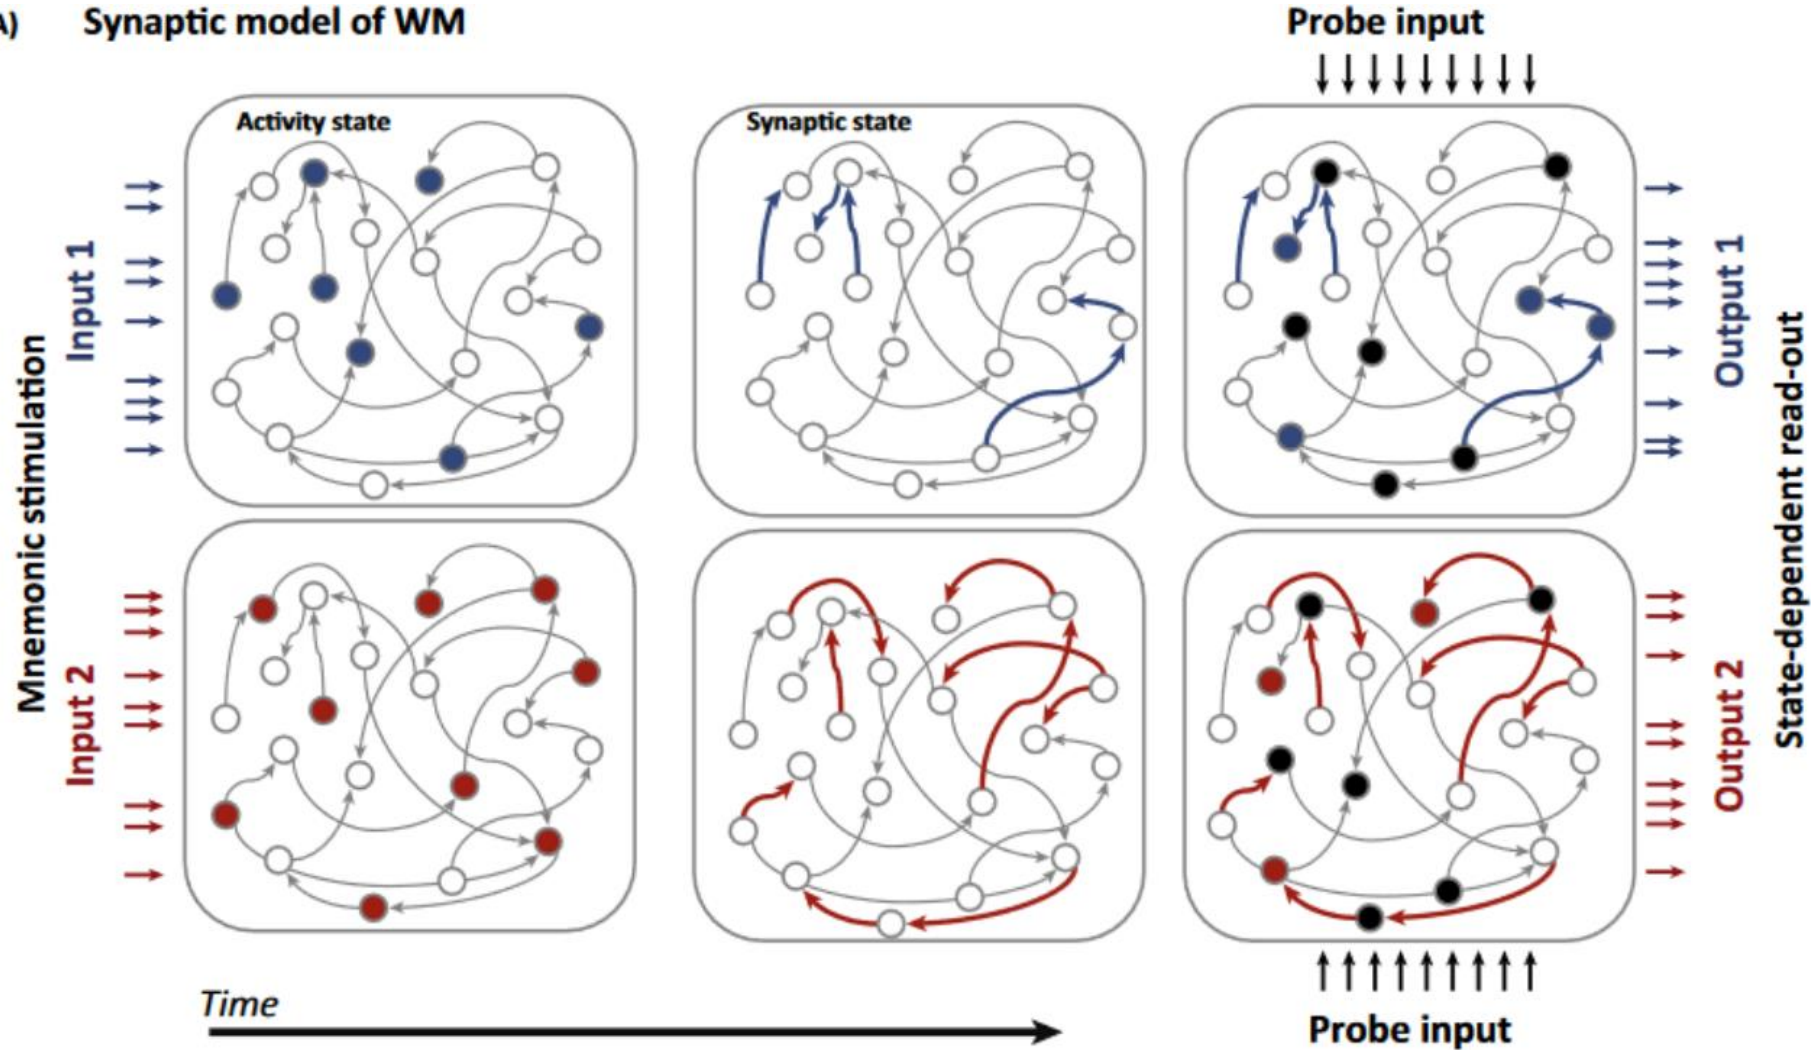 A)
Synaptic model of WM
Probe input
Activity state
Synaptic state
Mnemonic stimulation
Input 1
Output 1
State-dependent read-out
Input 2
Output 2
Time
Probe input